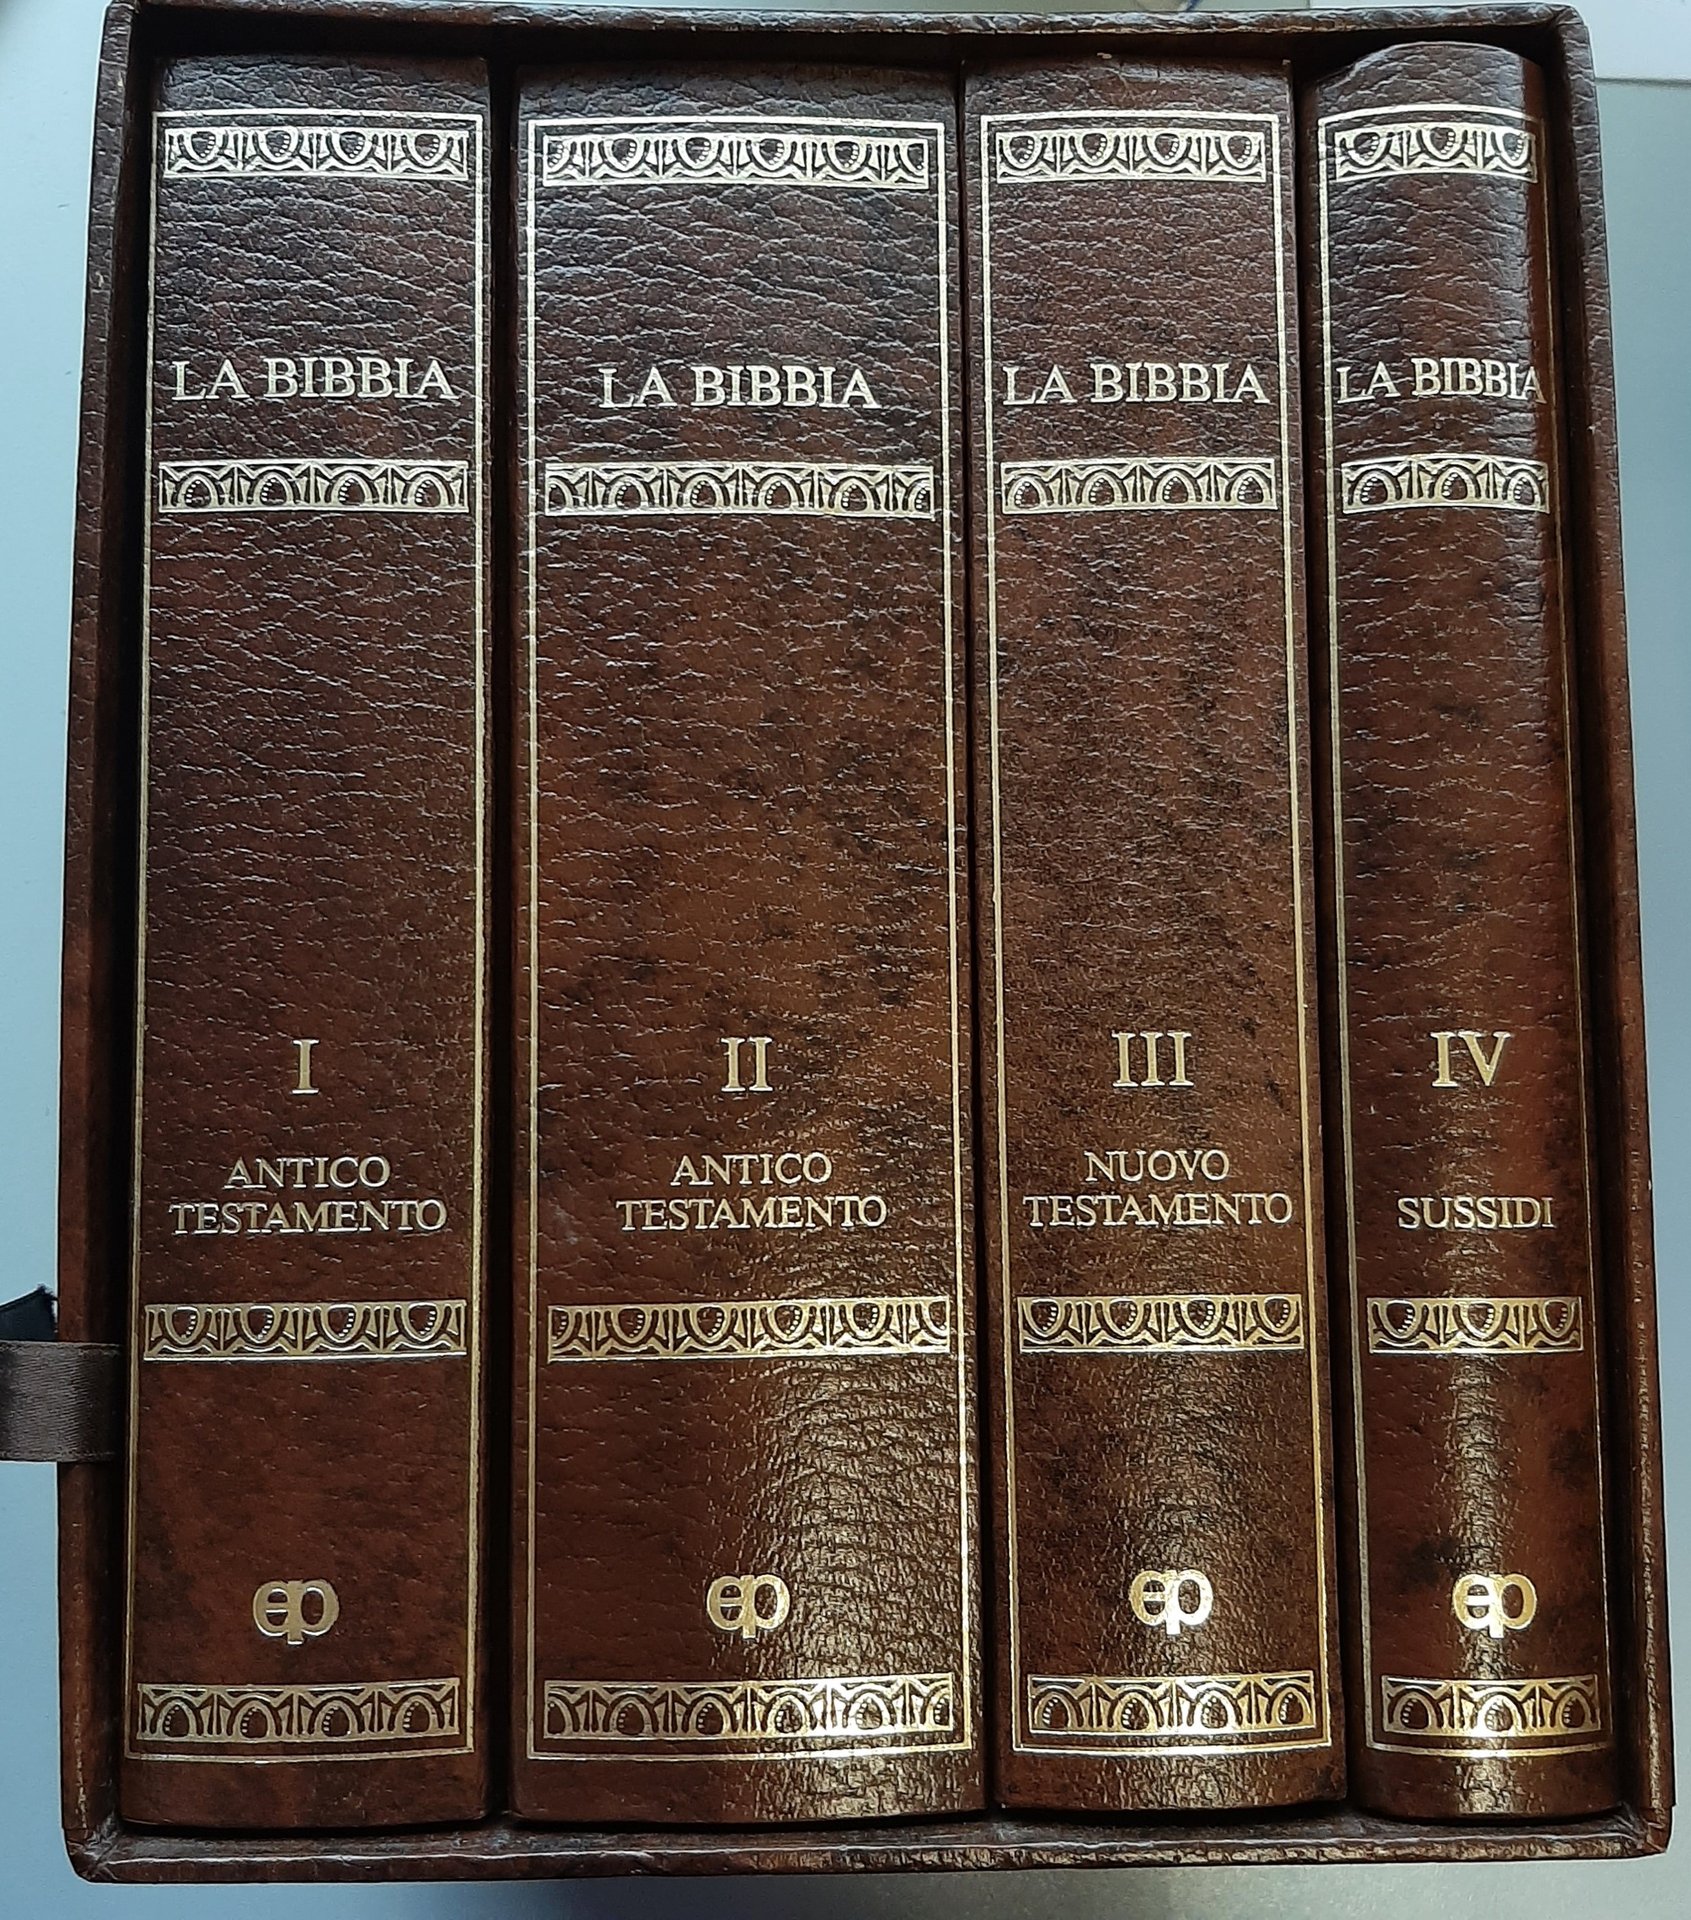 LA BIBBIA
I
ANTICO
TESTAMENTO
ep
LA BIBBIA
II
ANTICO
TESTAMENTO
ep
LA BIBBIA
III
NUOVO
TESTAMENTO
ep
LA BIBBIA
IV
SUSSIDI
ep